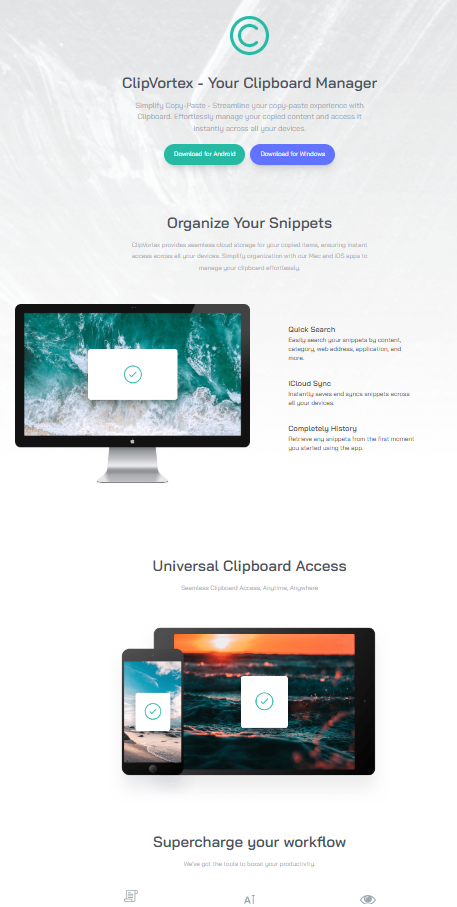 ClipVortex - Your Clipboard Manager
Simplify Copy-Paste - Streamline your copy-paste experience with
Clipboard. Effortlessly manage your copied content and access it
instantly across all your devices.
Download for Android
Download for Windows
Organize Your Snippets
ClipVortex provides seemless cloud storage for your copied items, ensuring instant
access across all your devices. Simplify organization with our Mac and iOS apps to
manage your clipboard effortlessly.
Quick Search
Easily search your snippets by content,
category, web address, application, and
more.
iCloud Sync
Instantly saves and syncs snippets across
all your devices.
Completely History
Retrieve any snippets from the first moment
you started using the app.
Universal Clipboard Access
Seemless Clipboard Access, Anytime, Anywhere
Supercharge your workflow
We've got the tools to boost your productivity.